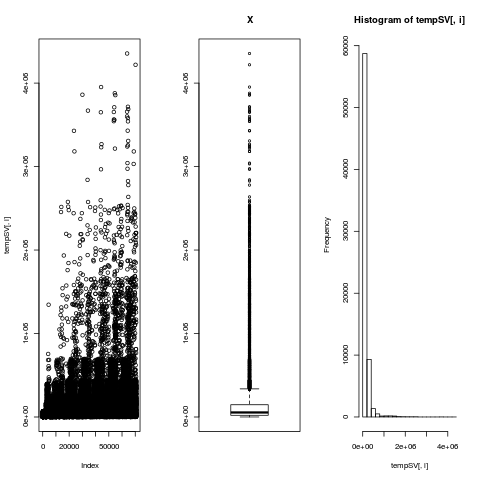 X
Histogram of tempSV[, i]
tempSV[, i]
0e+00 1e+06 2e+06 3e+06 4e+06
0 20000 50000
Index
0e+00 1e+06 2e+06 3e+06 4e+06
Frequency
0 10000 20000 30000 40000 50000 60000
0e+00 2e+06 4e+06
tempSV[, i]